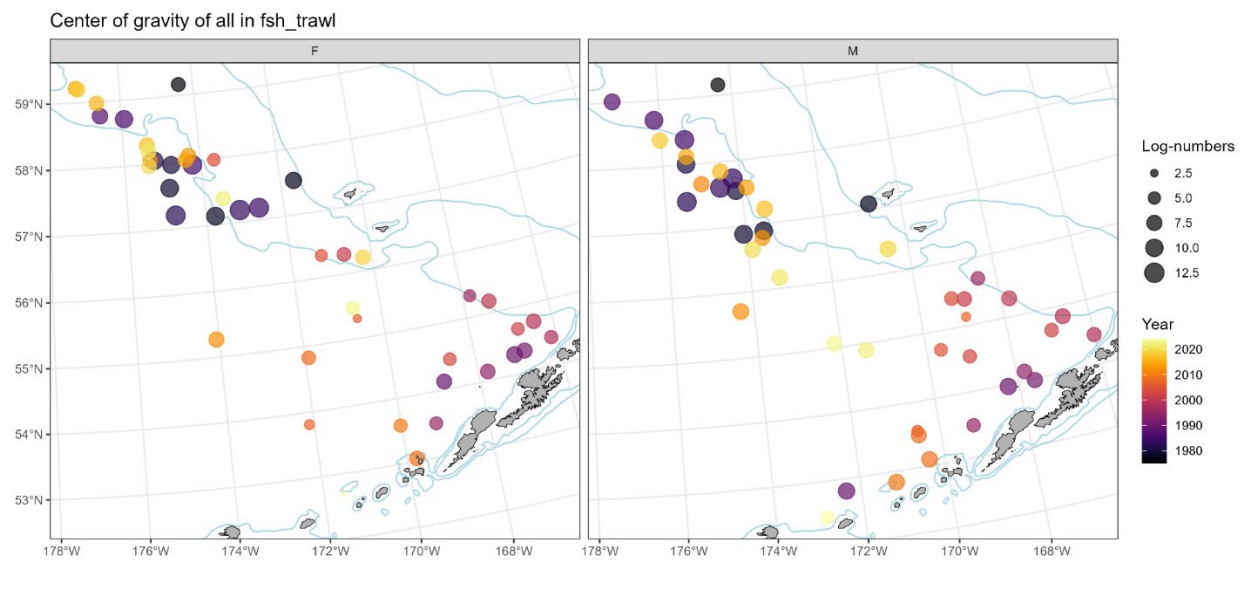 Center of gravity of all in fsh_trawl
F
M
59°N
58°N
57°N
56°N
55°N
54°N
53°N
178°W 176°W 174°W 172°W 170°W 168°W
178°W 176°W 174°W 172°W 170°W 168°W
Log-numbers
2.5
5.0
7.5
10.0
12.5
Year
2020
2010
2000
1990
1980